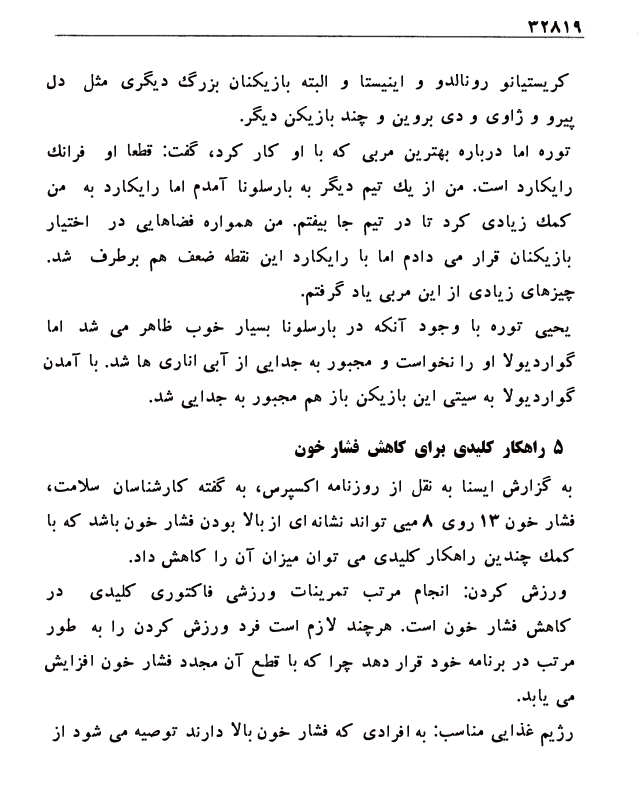 ۳۲۸۱۹
کریستیانو رونالدو و اینیستا و البته بازیکنان بزرگ دیگری مثل دل
پیرو و ژاوی و دی بروین و چند بازیکن دیگر.
توره اما درباره بهترین مربی که با او کار کرد، گفت: قطعا او فرانك
رایکارد است. من از یك تیم دیگر به بارسلونا آمدم اما رایکارد به من
کمك زیادی کرد تا در تیم جا بیفتم. من همواره فضاهایی در اختیار
بازیکنان قرار می دادم اما با رایکارد این نقطه ضعف هم برطرف شد.
چیزهای زیادی از این مربی یاد گرفتم.
یحیی توره با وجود آنکه در بارسلونا بسیار خوب ظاهر می شد اما
گواردیولا او را نخواست و مجبور به جدایی از آبی اناری ها شد. با آمدن
گواردیولا به سیتی این بازیکن باز هم مجبور به جدایی شد.
۵ راهکار کلیدی برای کاهش فشار خون
به گزارش ایسنا به نقل از روزنامه اکسپرس، به گفته کارشناسان سلامت،
فشار خون ۱۳ روی ۸ میی تواند نشانه ای از بالا بودن فشار خون باشد که با
کمك چندین راهکار کلیدی می توان میزان آن را کاهش داد.
ورزش کردن: انجام مرتب تمرینات ورزشی فاکتوری کلیدی در
کاهش فشار خون است. هرچند لازم است فرد ورزش کردن را به طور
مرتب در برنامه خود قرار دهد چرا که با قطع آن مجدد فشار خون افزایش
می یابد.
رژیم غذایی مناسب: به افرادی که فشار خون بالا دارند توصیه می شود از